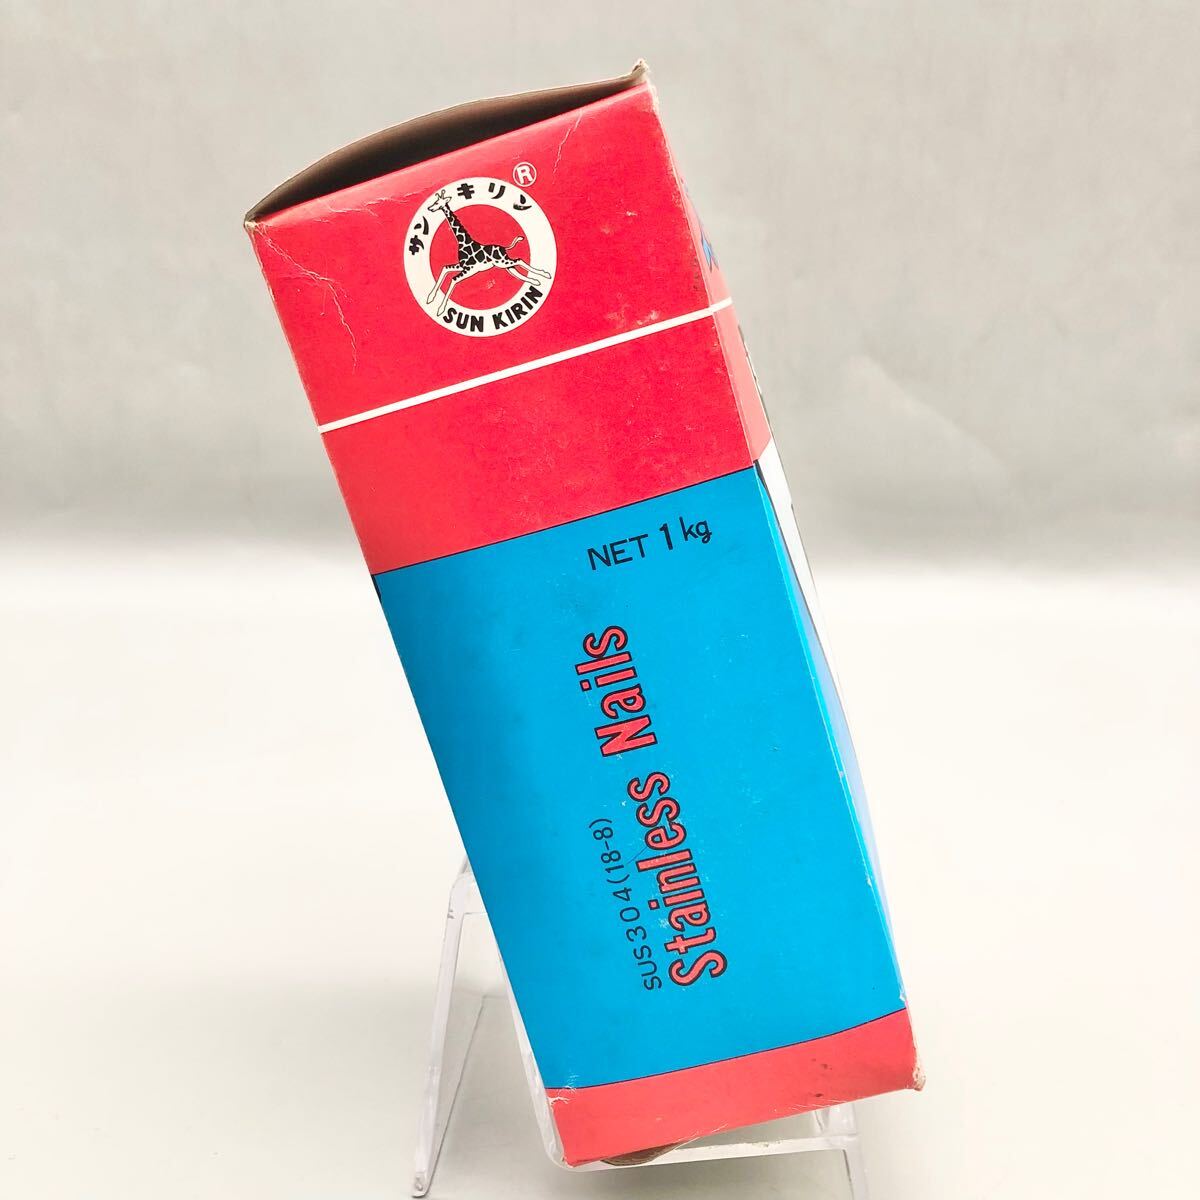 サンキリン®
SUN KIRIN
NET 1kg
SUS304(18-8)
Stainless Nails